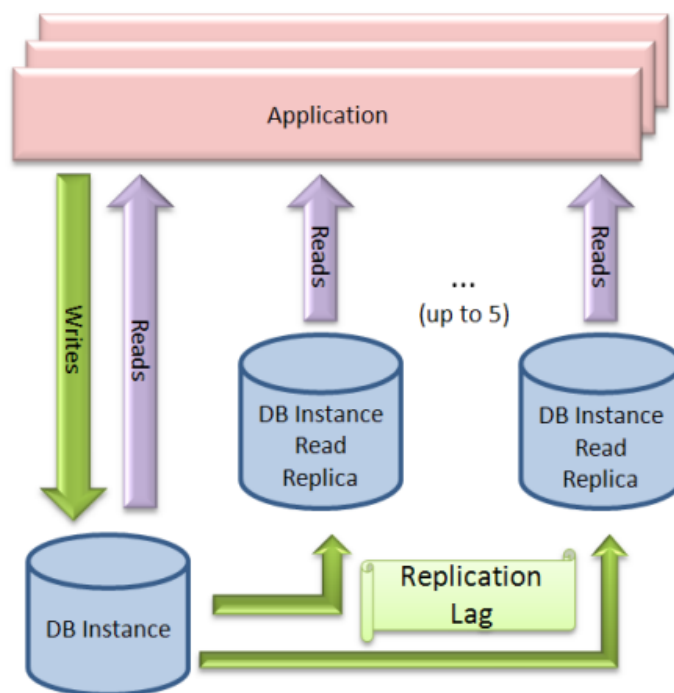 Application
Writes
Reads
Reads
Reads
...
(up to 5)
DB Instance
Read
Replica
DB Instance
Read
Replica
Replication
Lag
DB Instance